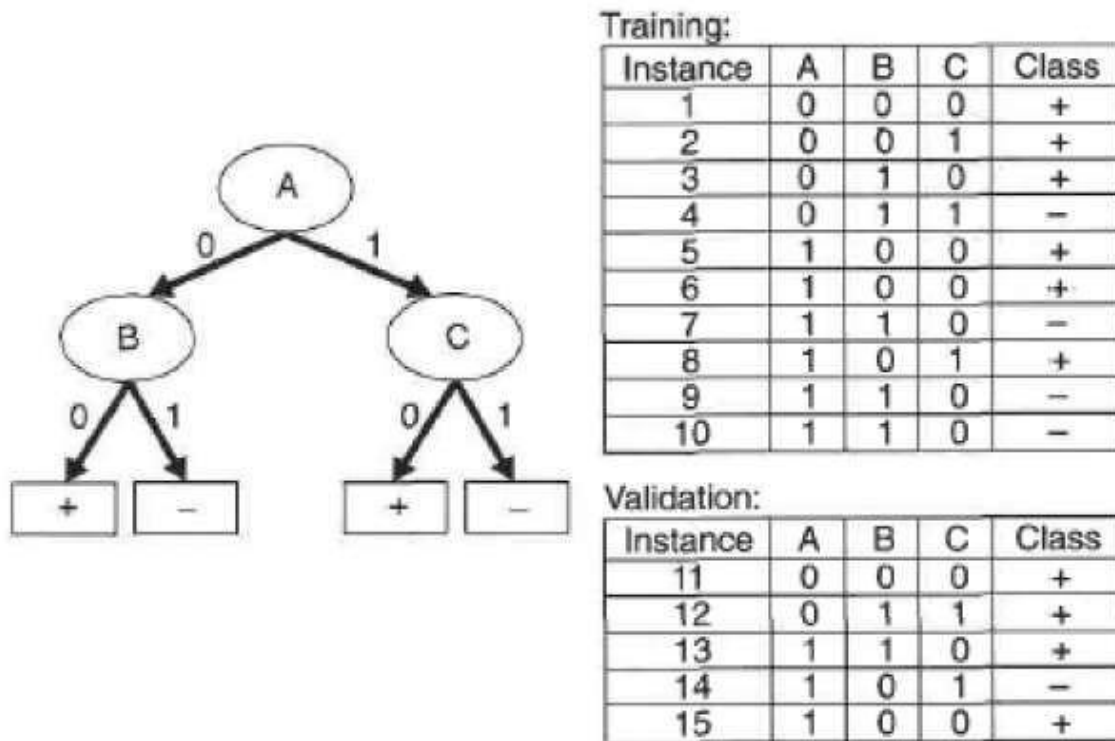 A
0 1
B C
0 1 0 1
+ − + −
Training:
Instance A B C Class
1 0 0 0 +
2 0 0 1 +
3 0 1 0 +
4 0 1 1 −
5 1 0 0 +
6 1 0 0 +
7 1 1 0 −
8 1 0 1 +
9 1 1 0 −
10 1 1 0 −
Validation:
Instance A B C Class
11 0 0 0 +
12 0 1 1 +
13 1 1 0 +
14 1 0 1 −
15 1 0 0 +